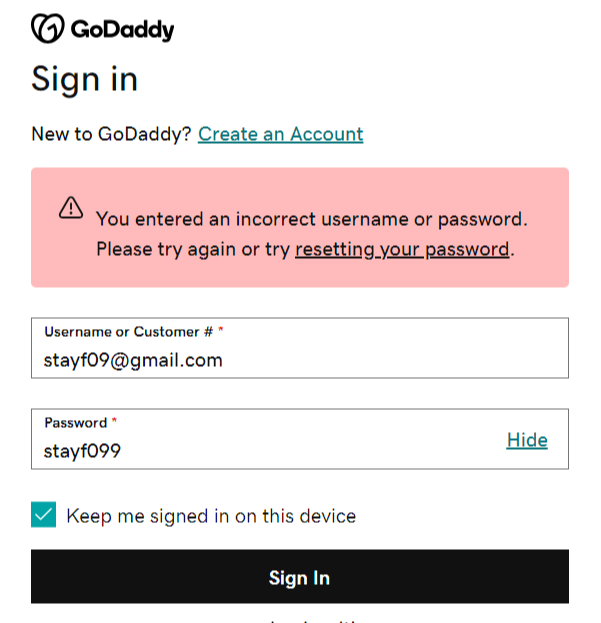 GoDaddy
Sign in
New to GoDaddy? Create an Account
You entered an incorrect username or password.
Please try again or try resetting your password.
Username or Customer # *
stayf09@gmail.com
Password *
stayf099
Hide
Keep me signed in on this device
Sign In